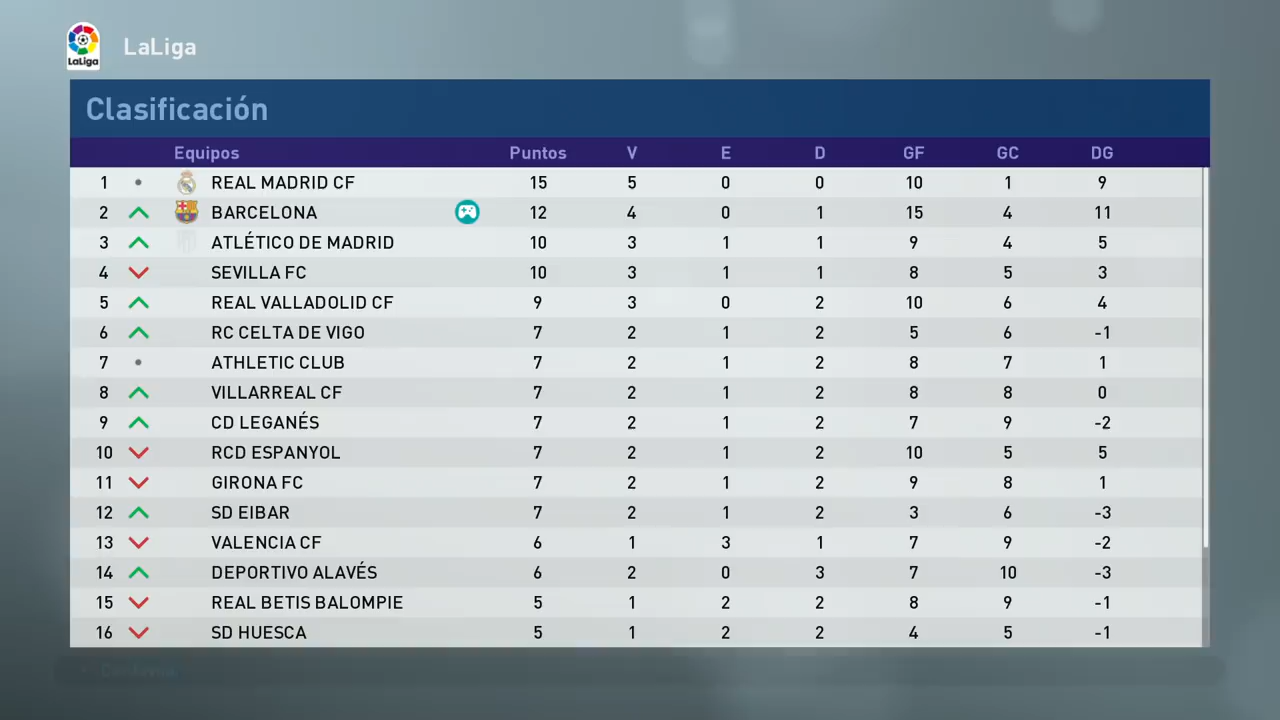 LaLiga
LaLiga
Clasificación
Equipos Puntos V E D GF GC DG
1 REAL MADRID CF 15 5 0 0 10 1 9
2 BARCELONA 12 4 0 1 15 4 11
3 ATLÉTICO DE MADRID 10 3 1 1 9 4 5
4 SEVILLA FC 10 3 1 1 8 5 3
5 REAL VALLADOLID CF 9 3 0 2 10 6 4
6 RC CELTA DE VIGO 7 2 1 2 5 6 -1
7 ATHLETIC CLUB 7 2 1 2 8 7 1
8 VILLARREAL CF 7 2 1 2 8 8 0
9 CD LEGANÉS 7 2 1 2 7 9 -2
10 RCD ESPANYOL 7 2 1 2 10 5 5
11 GIRONA FC 7 2 1 2 9 8 1
12 SD EIBAR 7 2 1 2 3 6 -3
13 VALENCIA CF 6 1 3 1 7 9 -2
14 DEPORTIVO ALAVÉS 6 2 0 3 7 10 -3
15 REAL BETIS BALOMPIE 5 1 2 2 8 9 -1
16 SD HUESCA 5 1 2 2 4 5 -1